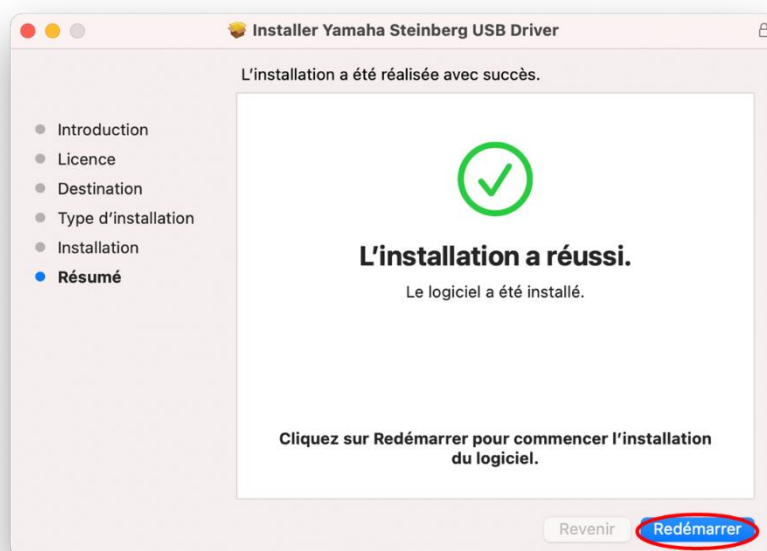 Installer Yamaha Steinberg USB Driver
L'installation a été réalisée avec succès.
Introduction
Licence
Destination
Type d'installation
Installation
Résumé
L'installation a réussi.
Le logiciel a été installé.
Cliquez sur Redémarrer pour commencer l'installation
du logiciel.
Revenir
Redémarrer